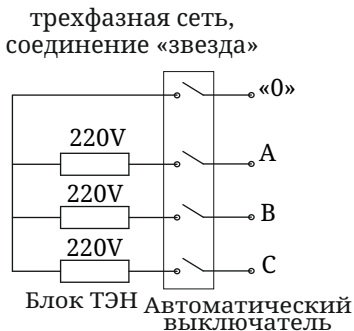 трехфазная сеть,
соединение «звезда»
«0»
220V
A
220V
B
220V
C
Блок ТЭН
Автоматический
выключатель